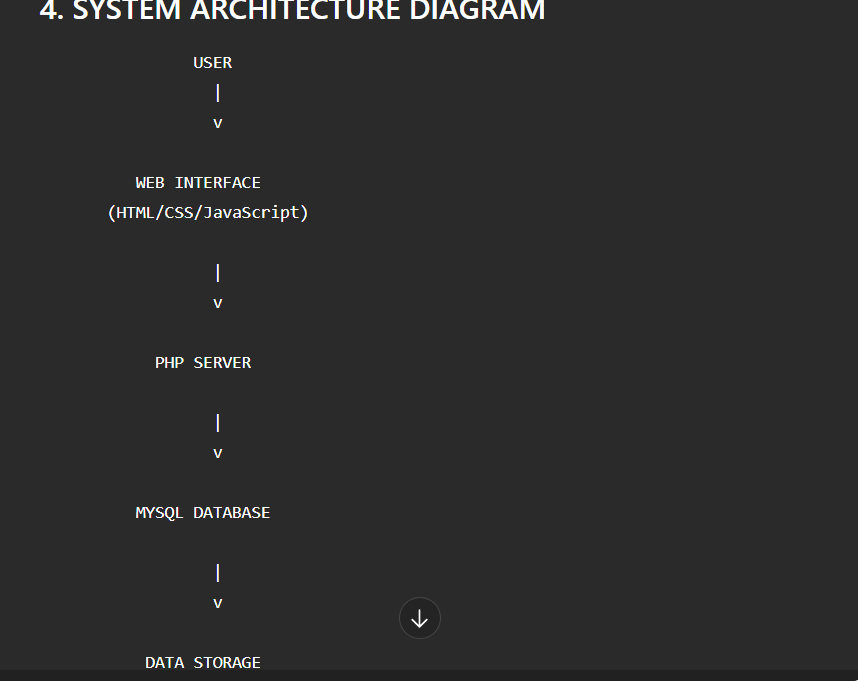 4. SYSTEM ARCHITECTURE DIAGRAM
USER
|
v
WEB INTERFACE
(HTML/CSS/JavaScript)
|
v
PHP SERVER
|
v
MYSQL DATABASE
|
v
DATA STORAGE